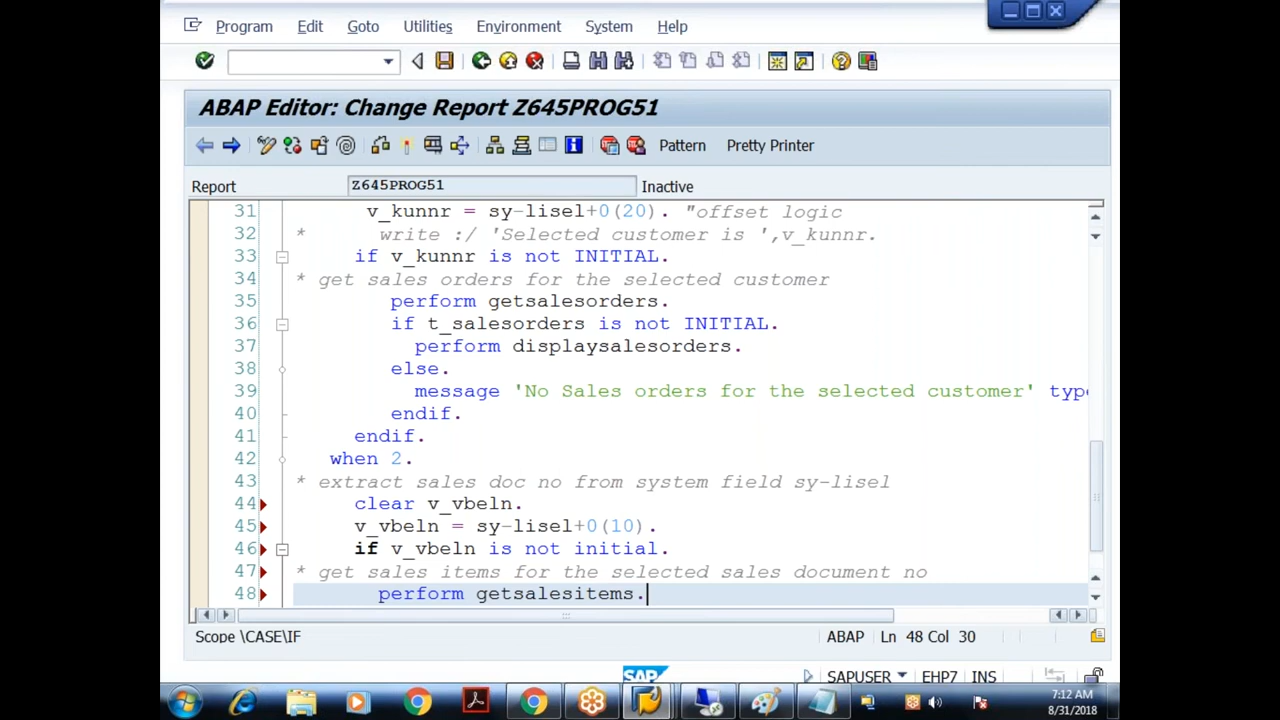 Program Edit Goto Utilities Environment System Help
ABAP Editor: Change Report Z645PROG51
Pattern Pretty Printer
Report Z645PROG51 Inactive
31 v_kunnr = sy-lisel+0(20). "offset logic
32 * write :/ 'Selected customer is ',v_kunnr.
33 if v_kunnr is not INITIAL.
34 * get sales orders for the selected customer
35 perform getsalesorders.
36 if t_salesorders is not INITIAL.
37 perform displaysalesorders.
38 else.
39 message 'No Sales orders for the selected customer' type
40 endif.
41 endif.
42 when 2.
43 * extract sales doc no from system field sy-lisel
44 clear v_vbeln.
45 v_vbeln = sy-lisel+0(10).
46 if v_vbeln is not initial.
47 * get sales items for the selected sales document no
48 perform getsalesitems.
Scope \CASE\IF ABAP Ln 48 Col 30
SAP SAPUSER EHP7 INS
7:12 AM
8/31/2018